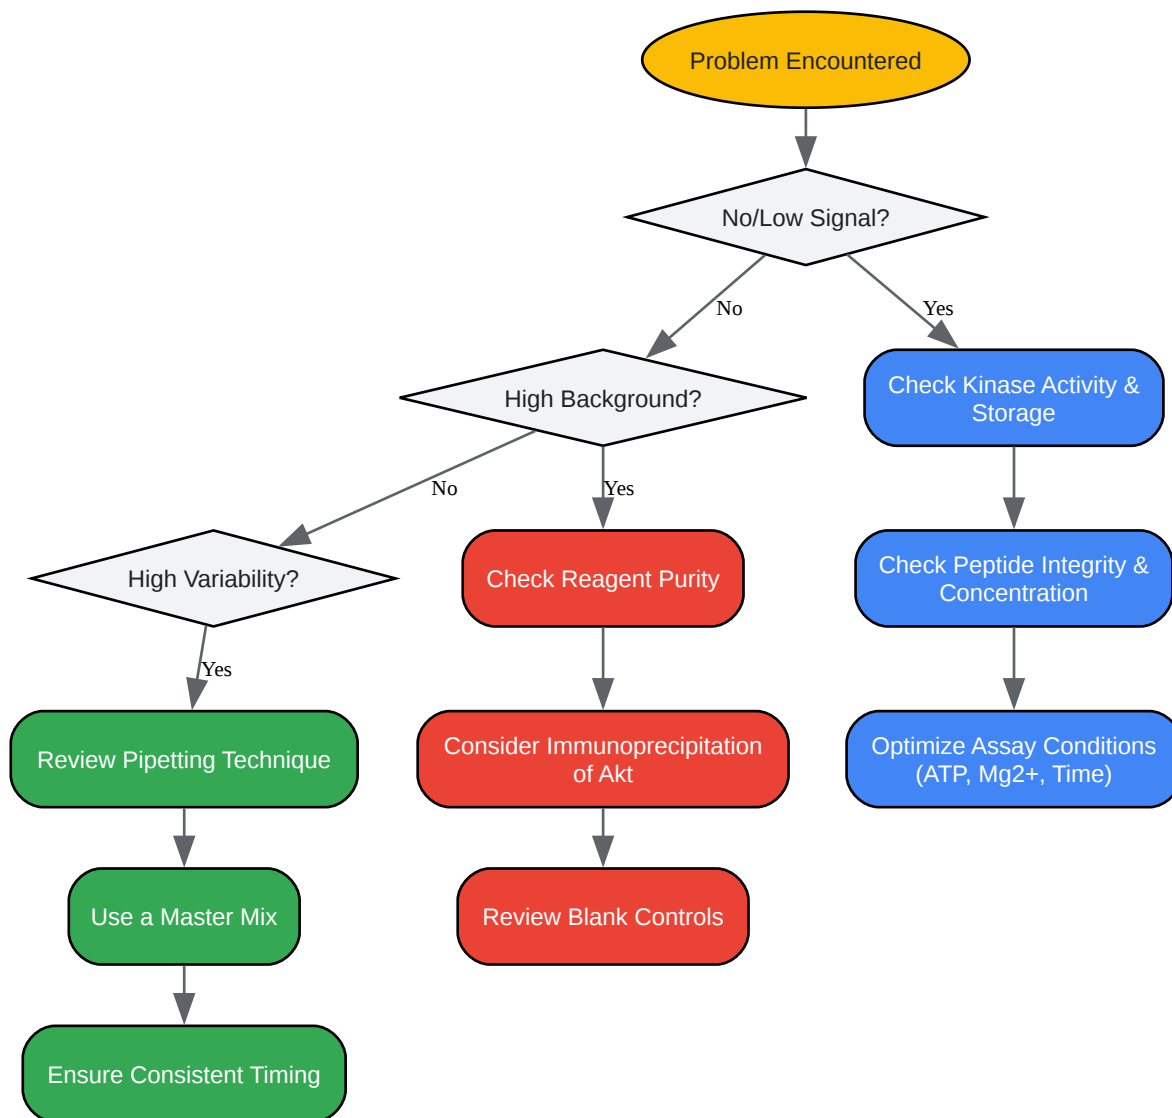 Problem Encountered
No/Low Signal?
No
Yes
High Background?
Check Kinase Activity &
Storage
No
Yes
High Variability?
Check Reagent Purity
Check Peptide Integrity &
Concentration
Yes
Review Pipetting Technique
Consider Immunoprecipitation
of Akt
Optimize Assay Conditions
(ATP, Mg2+, Time)
Use a Master Mix
Review Blank Controls
Ensure Consistent Timing